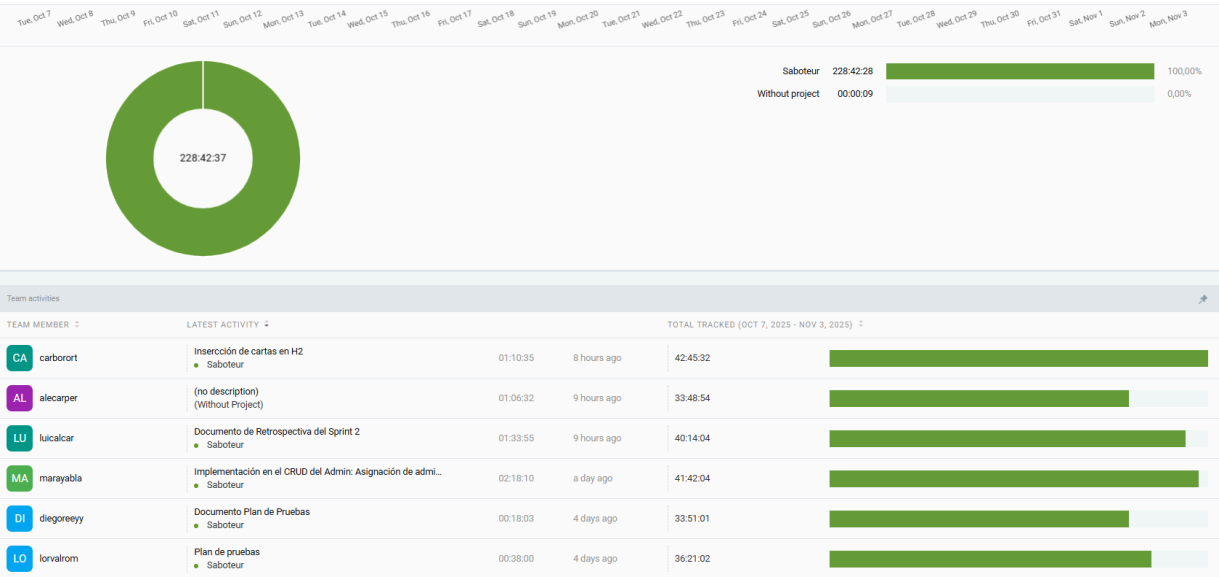 Tue, Oct 7 Wed, Oct 8 Thu, Oct 9 Fri, Oct 10 Sat, Oct 11 Sun, Oct 12 Mon, Oct 13 Tue, Oct 14 Wed, Oct 15 Thu, Oct 16 Fri, Oct 17 Sat, Oct 18 Sun, Oct 19 Mon, Oct 20 Tue, Oct 21 Wed, Oct 22 Thu, Oct 23 Fri, Oct 24 Sat, Oct 25 Sun, Oct 26 Mon, Oct 27 Tue, Oct 28 Wed, Oct 29 Thu, Oct 30 Fri, Oct 31 Sat, Nov 1 Sun, Nov 2 Mon, Nov 3
Saboteur 228:42:28 100,00%
Without project 00:00:09 0,00%
228:42:37
Team activities
TEAM MEMBER LATEST ACTIVITY TOTAL TRACKED (OCT 7, 2025 - NOV 3, 2025)
Insercción de cartas en H2
CA carborort 01:10:35 8 hours ago 42:45:32
Saboteur
(no description)
AL alecarper 01:06:32 9 hours ago 33:48:54
(Without Project)
Documento de Retrospectiva del Sprint 2
LU luicalcar 01:33:55 9 hours ago 40:14:04
Saboteur
Implementación en el CRUD del Admin: Asignación de admi...
MA marayabla 02:18:10 a day ago 41:42:04
Saboteur
Documento Plan de Pruebas
DI diegoreeyy 00:18:03 4 days ago 33:51:01
Saboteur
Plan de pruebas
LO lorvalrom 00:38:00 4 days ago 36:21:02
Saboteur